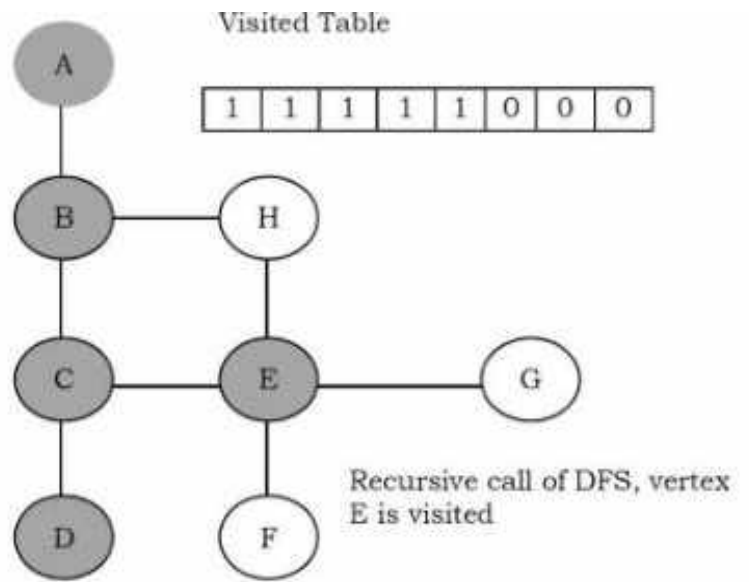 Visited Table
A
1 1 1 1 1 0 0 0
B H
C E G
Recursive call of DFS, vertex
E is visited
D F